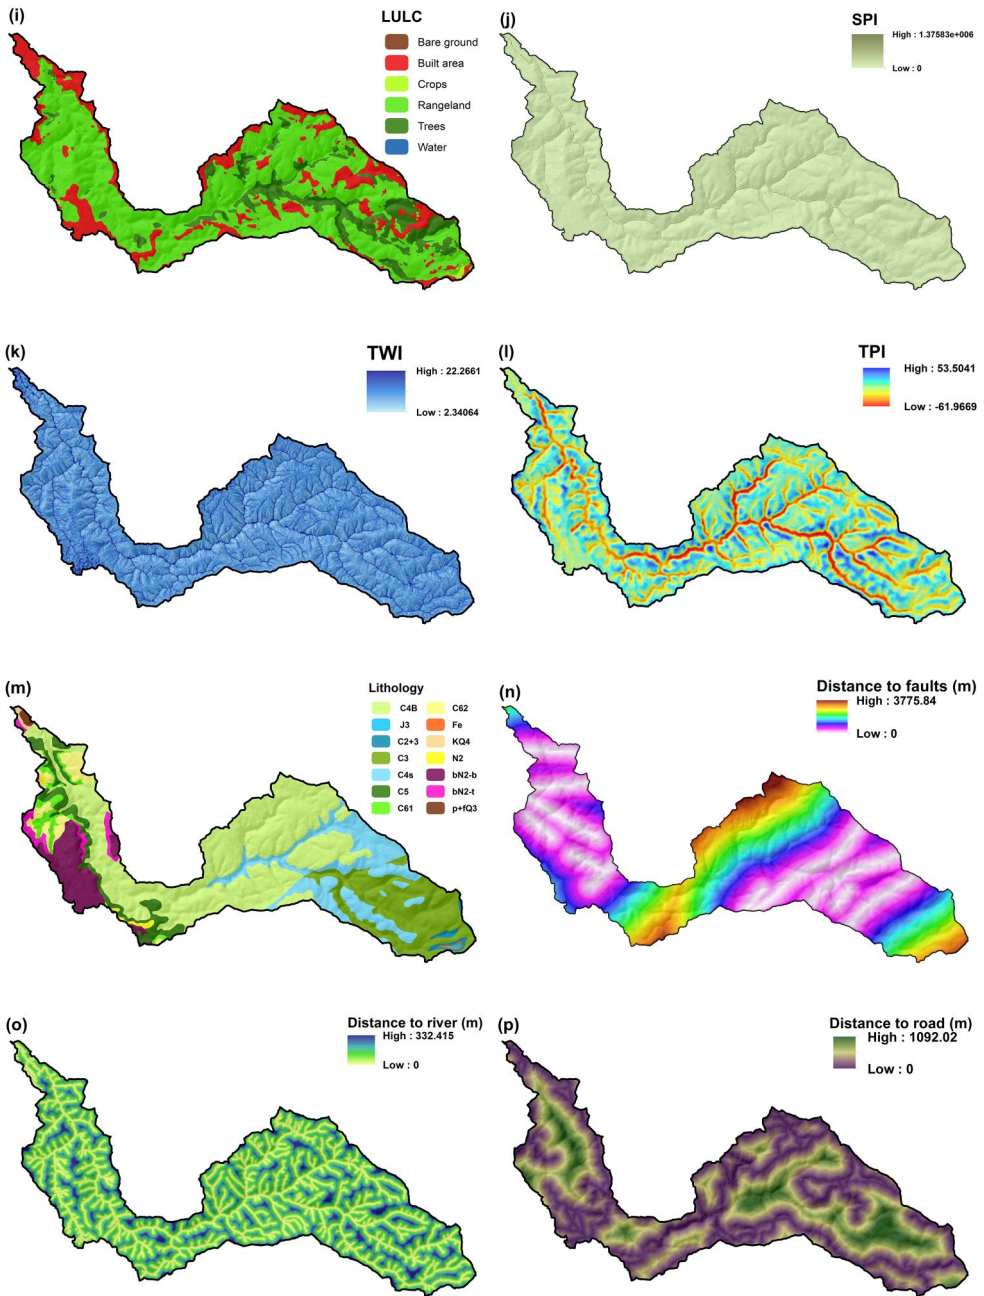 (i)
LULC
Bare ground
Built area
Crops
Rangeland
Trees
Water
(j)
SPI
High : 1.37583e+006
Low : 0
(k)
TWI
High : 22.2661
Low : 2.34064
(l)
TPI
High : 53.5041
Low : -61.9669
(m)
Lithology
C4B
C62
J3
Fe
C2+3
KQ4
C3
N2
C4s
bN2-b
C5
bN2-t
C61
p+fQ3
(n)
Distance to faults (m)
High : 3775.84
Low : 0
(o)
Distance to river (m)
High : 332.415
Low : 0
(p)
Distance to road (m)
High : 1092.02
Low : 0